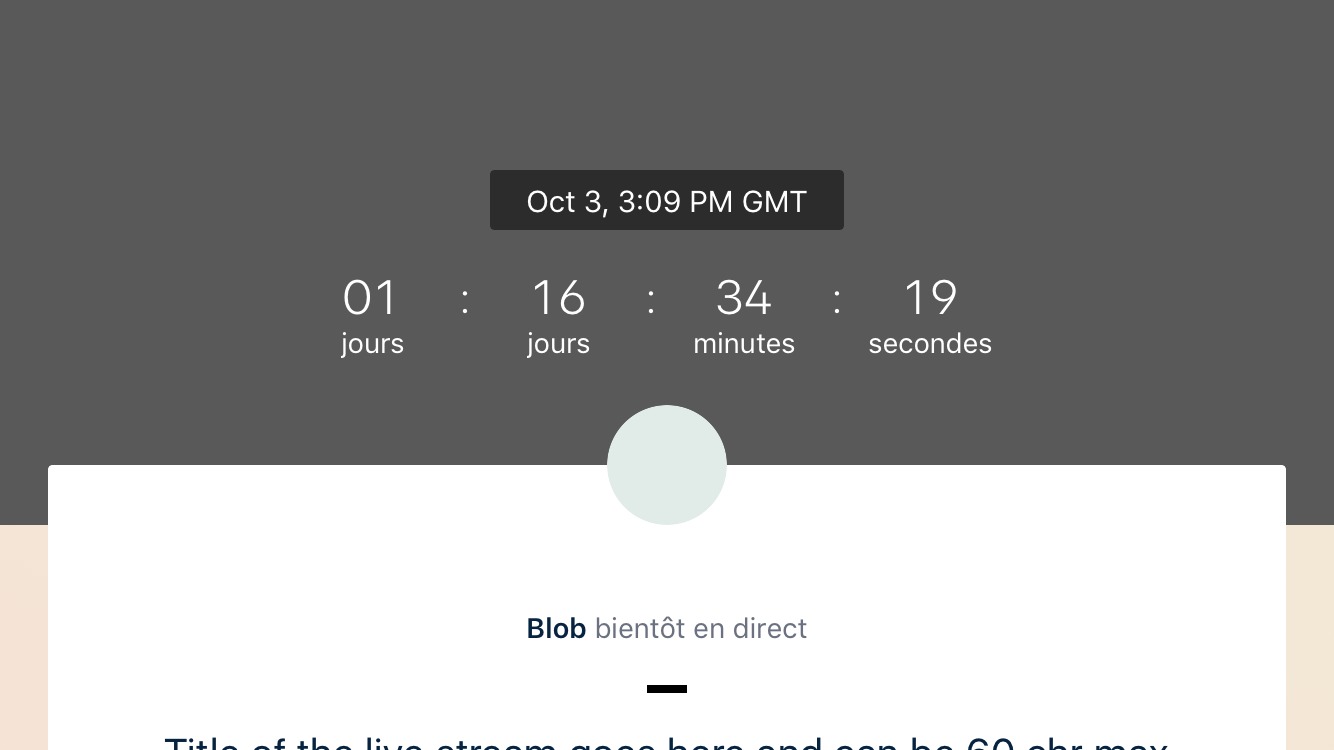 Oct 3, 3:09 PM GMT
01 : 16 : 34 : 19
jours jours minutes secondes
Blob bientôt en direct
Title of the live stream goes here and can be 60 chr max